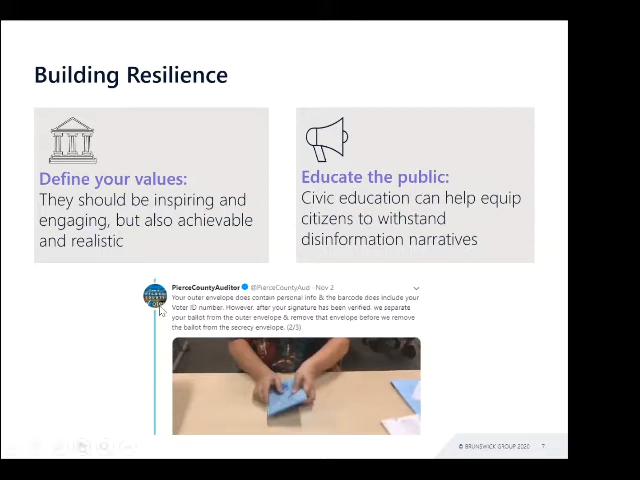 Building Resilience
Define your values:
They should be inspiring and
engaging, but also achievable
and realistic
Educate the public:
Civic education can help equip
citizens to withstand
disinformation narratives
PierceCountyAuditor @PierceCountyAud · Nov 2
Your outer envelope does contain personal info & the barcode does include your
Voter ID number. However, after your signature has been verified, we separate
your ballot from the outer envelope & remove that envelope before we remove
the ballot from the secrecy envelope. (2/3)
© BRUNSWICK GROUP 2020 7